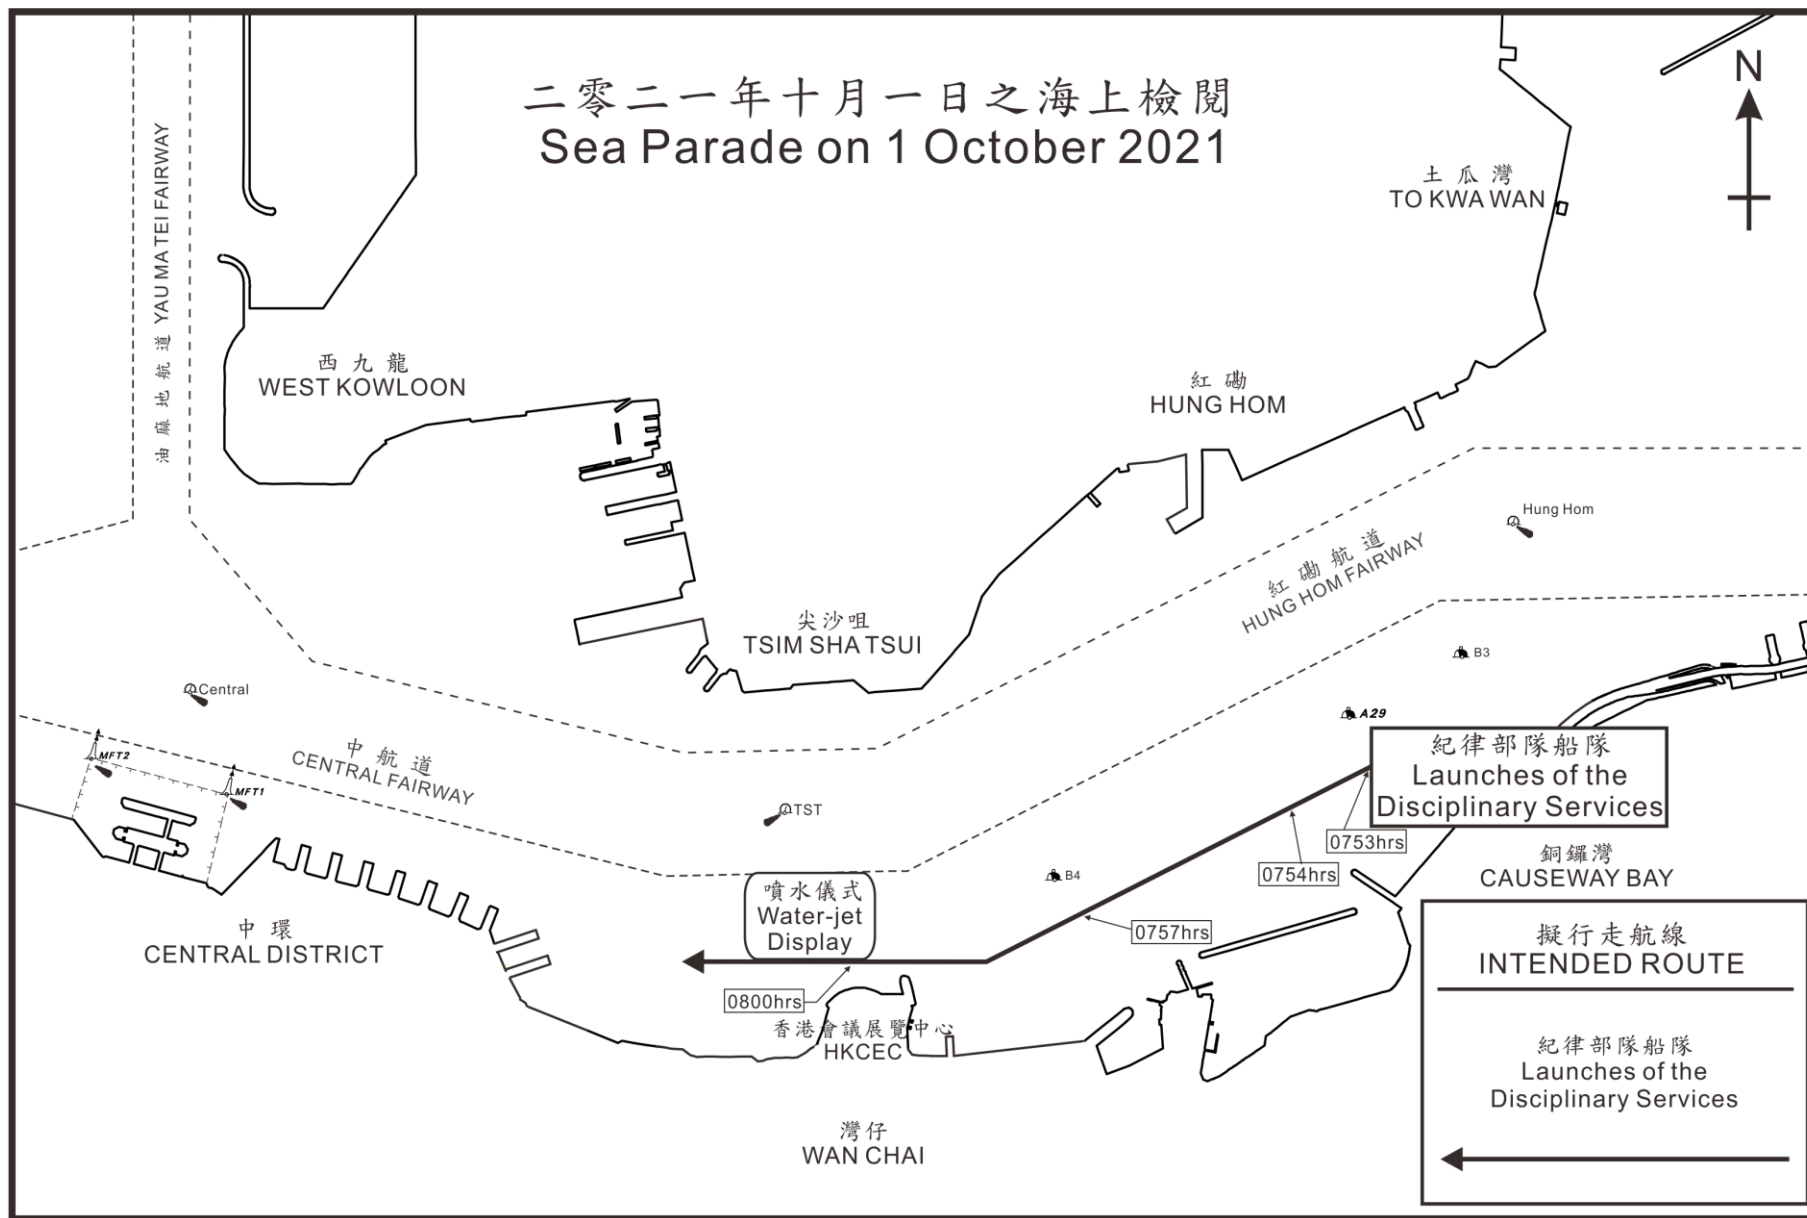 二零二一年十月一日之海上檢閱
Sea Parade on 1 October 2021
N
土瓜灣
TO KWA WAN
油麻地航道 YAU MA TEI FAIRWAY
西九龍
WEST KOWLOON
紅磡
HUNG HOM
Hung Hom
紅磡航道
HUNG HOM FAIRWAY
尖沙咀
TSIM SHA TSUI
B3
Central
A29
中航道
CENTRAL FAIRWAY
MFT2
MFT1
紀律部隊船隊
Launches of the
Disciplinary Services
TST
0753hrs
0754hrs
銅鑼灣
CAUSEWAY BAY
B4
噴水儀式
Water-jet
Display
0757hrs
中環
CENTRAL DISTRICT
0800hrs
香港會議展覽中心
HKCEC
灣仔
WAN CHAI
擬行走航線
INTENDED ROUTE
紀律部隊船隊
Launches of the
Disciplinary Services